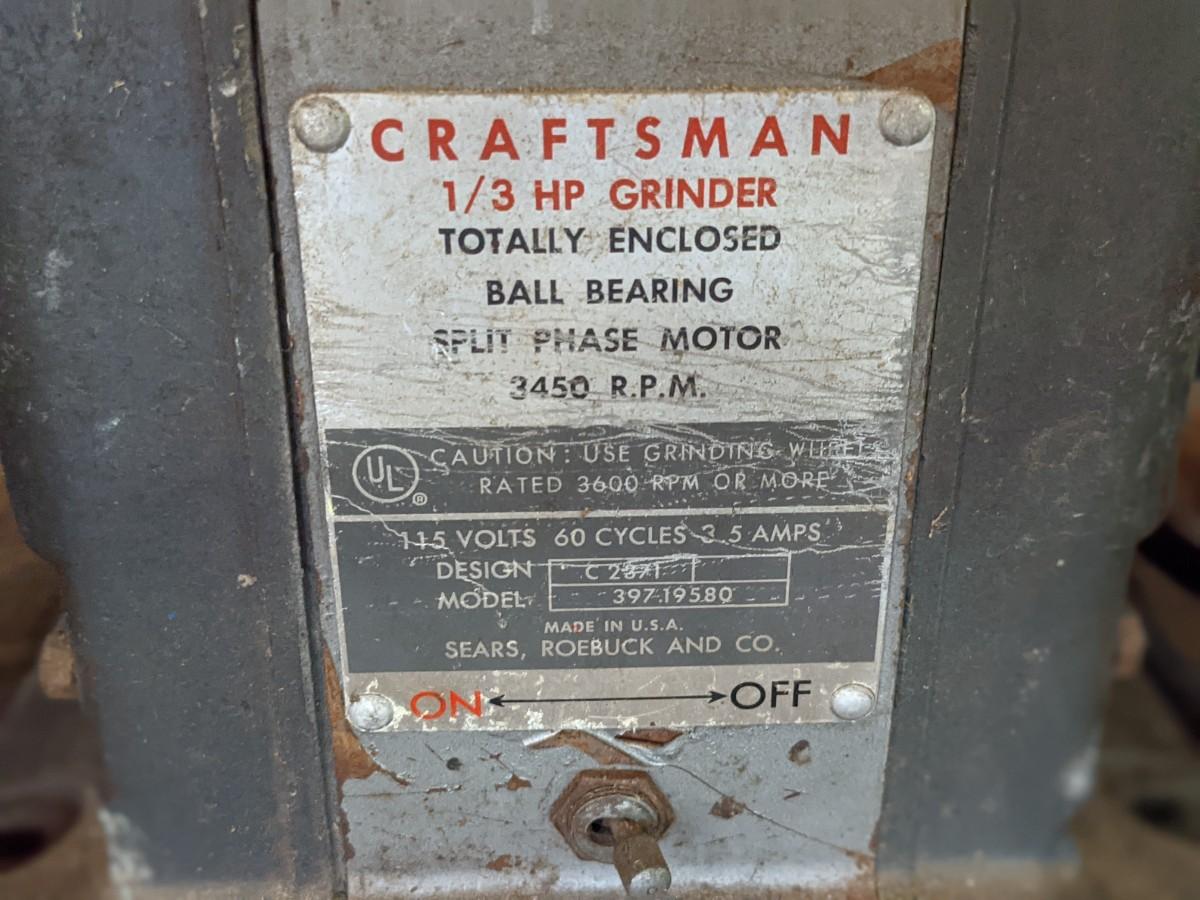 CRAFTSMAN
1/3 HP GRINDER
TOTALLY ENCLOSED
BALL BEARING
SPLIT PHASE MOTOR
3450 R.P.M.
UL ®
CAUTION: USE GRINDING WHEEL
RATED 3600 RPM OR MORE
115 VOLTS 60 CYCLES 3.5 AMPS
DESIGN
MODEL 397.19580
MADE IN U.S.A.
SEARS, ROEBUCK AND CO.
ON OFF